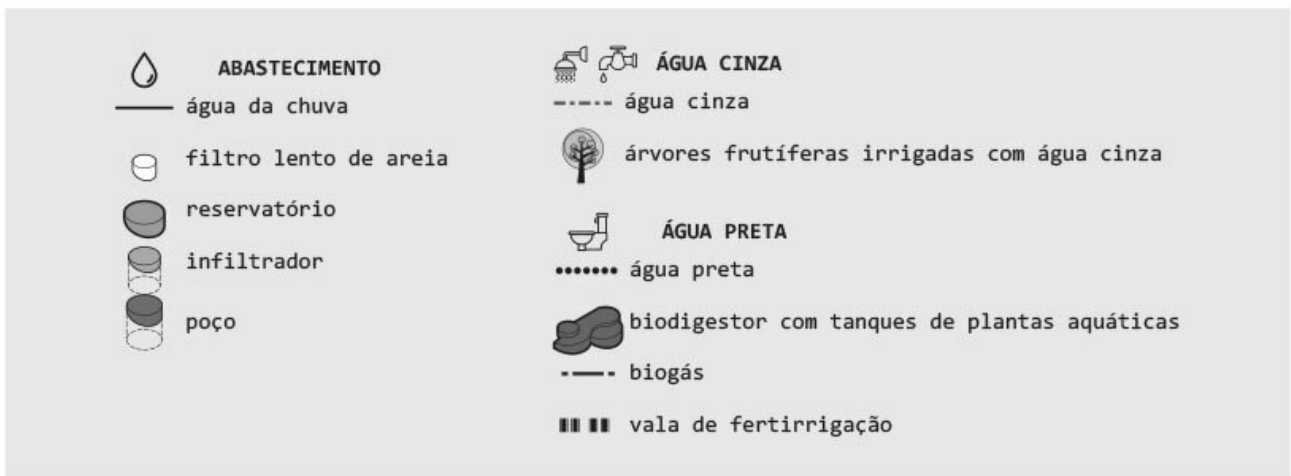 ABASTECIMENTO
água da chuva
filtro lento de areia
reservatório
infiltrador
poço
ÁGUA CINZA
água cinza
árvores frutíferas irrigadas com água cinza
ÁGUA PRETA
água preta
biodigestor com tanques de plantas aquáticas
biogás
vala de fertirrigação